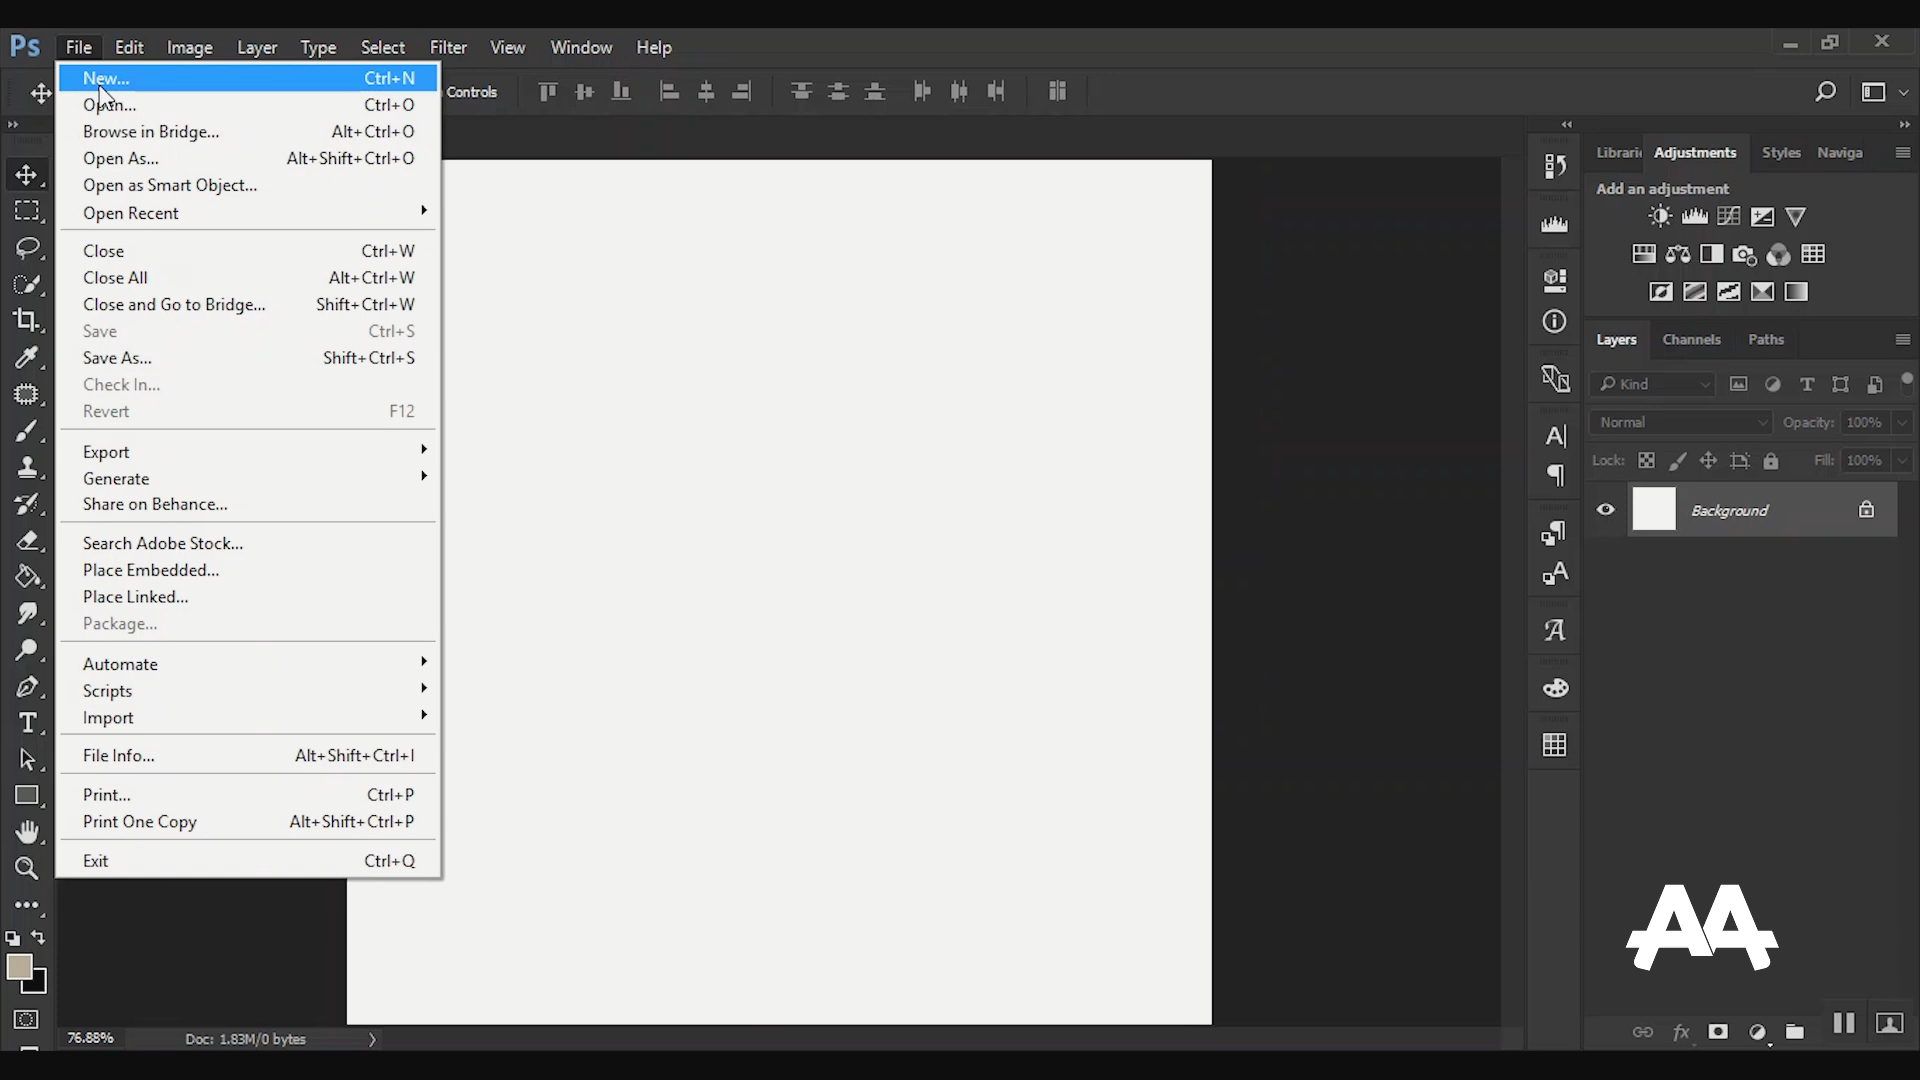 Ps File Edit Image Layer Type Select Filter View Window Help
New... Ctrl+N
Open... Ctrl+O
Browse in Bridge... Alt+Ctrl+O
Open As... Alt+Shift+Ctrl+O
Open as Smart Object...
Open Recent
Close Ctrl+W
Close All Alt+Ctrl+W
Close and Go to Bridge... Shift+Ctrl+W
Save Ctrl+S
Save As... Shift+Ctrl+S
Check In...
Revert F12
Export
Generate
Share on Behance...
Search Adobe Stock...
Place Embedded...
Place Linked...
Package...
Automate
Scripts
Import
File Info... Alt+Shift+Ctrl+I
Print... Ctrl+P
Print One Copy Alt+Shift+Ctrl+P
Exit Ctrl+Q
Controls
Librari Adjustments Styles Naviga
Add an adjustment
Layers Channels Paths
Kind
Normal Opacity: 100%
Lock: Fill: 100%
Background
AA
fx
76.88% Doc: 1.83M/0 bytes